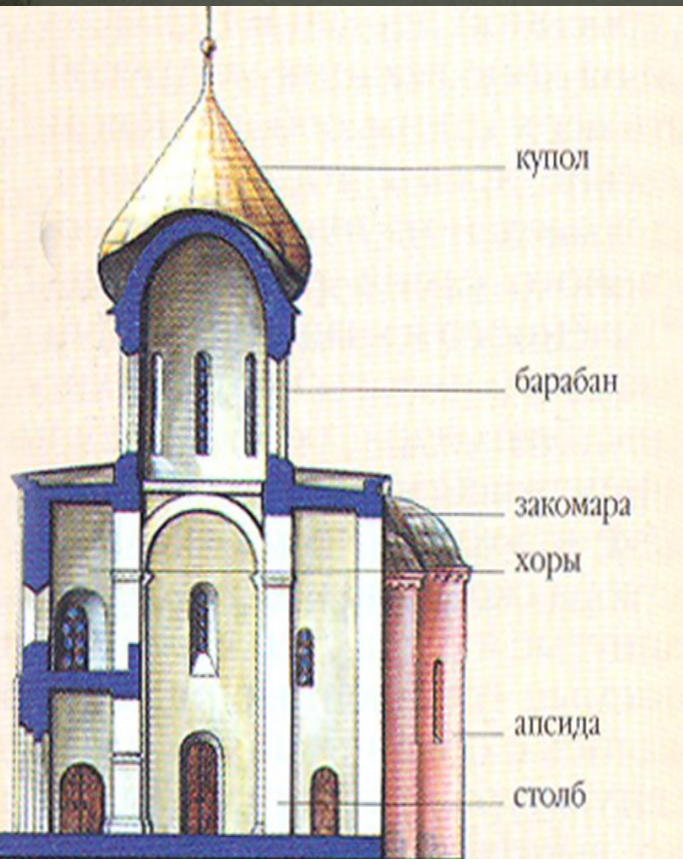 купол
барабан
закомара
хоры
апсида
столб